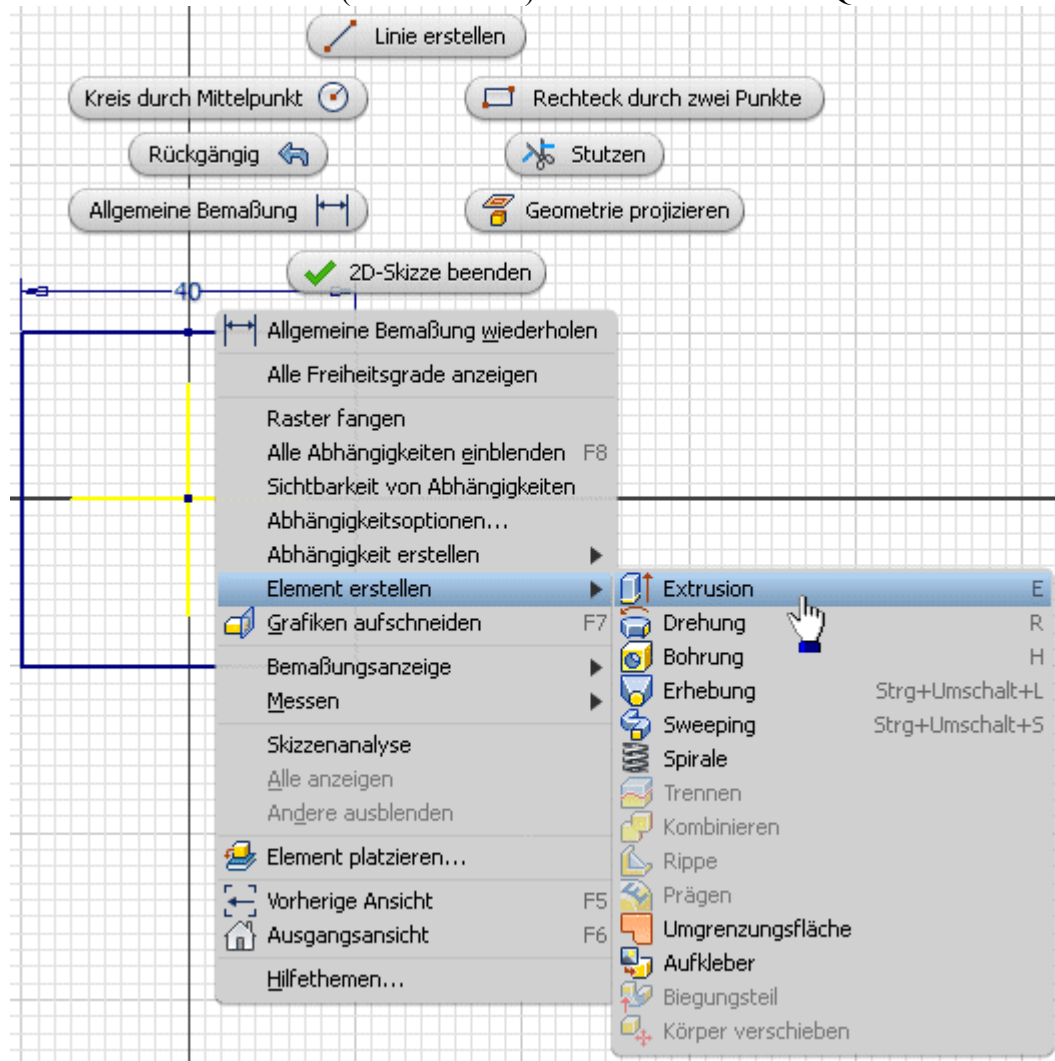 Linie erstellen
Kreis durch Mittelpunkt
Rechteck durch zwei Punkte
Rückgängig
Stutzen
Allgemeine Bemaßung
Geometrie projizieren
2D-Skizze beenden
40
Allgemeine Bemaßung wiederholen
Alle Freiheitsgrade anzeigen
Raster fangen
Alle Abhängigkeiten einblenden F8
Sichtbarkeit von Abhängigkeiten
Abhängigkeitsoptionen...
Abhängigkeit erstellen
Element erstellen
Grafiken aufschneiden F7
Bemaßungsanzeige
Messen
Skizzenanalyse
Alle anzeigen
Andere ausblenden
Element platzieren...
Vorherige Ansicht F5
Ausgangsansicht F6
Hilfethemen...
Extrusion E
Drehung R
Bohrung H
Erhebung Strg+Umschalt+L
Sweeping Strg+Umschalt+S
Spirale
Trennen
Kombinieren
Rippe
Prägen
Umgrenzungsfläche
Aufkleber
Biegungsteil
Körper verschieben